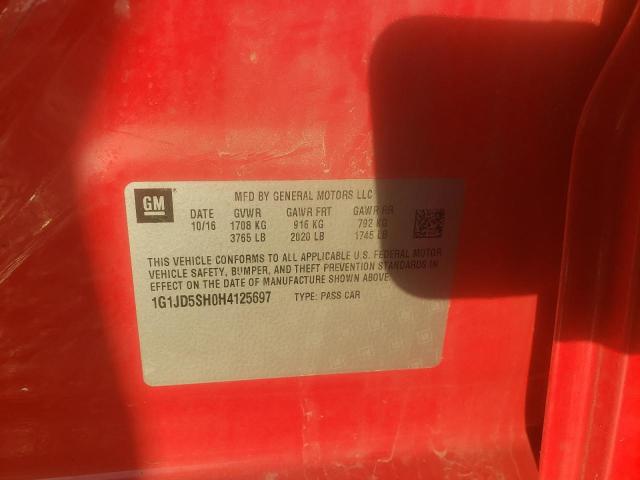 MFD BY GENERAL MOTORS LLC
GM
DATE GVWR GAWR FRT GAWR RR
10/16 1708 KG 916 KG 792 KG
3765 LB 2020 LB 1745 LB
THIS VEHICLE CONFORMS TO ALL APPLICABLE U.S. FEDERAL MOTOR
VEHICLE SAFETY, BUMPER, AND THEFT PREVENTION STANDARDS IN
EFFECT ON THE DATE OF MANUFACTURE SHOWN ABOVE.
1G1JD5SH0H4125697 TYPE: PASS CAR